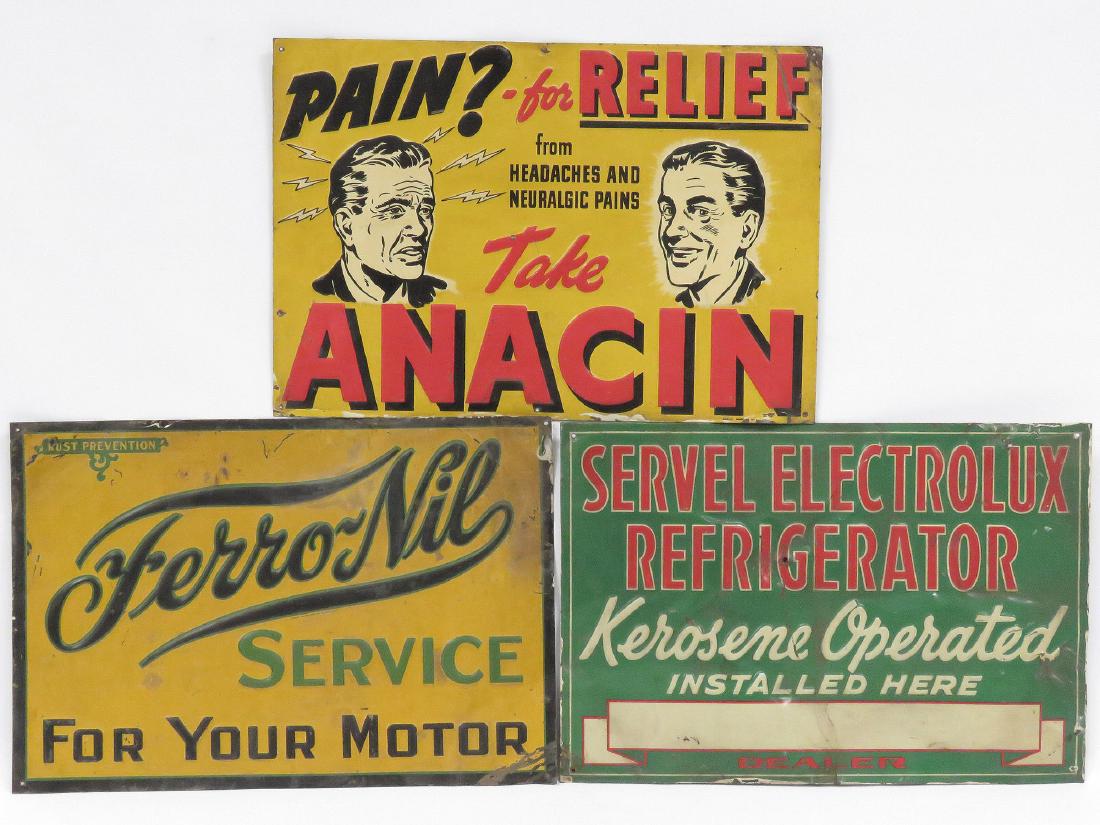 PAIN? - for RELIEF
from
HEADACHES AND
NEURALGIC PAINS
Take
ANACIN
RUST PREVENTION
Ferro-Nil
SERVICE
FOR YOUR MOTOR
SERVEL ELECTROLUX
REFRIGERATOR
Kerosene Operated
INSTALLED HERE
DEALER